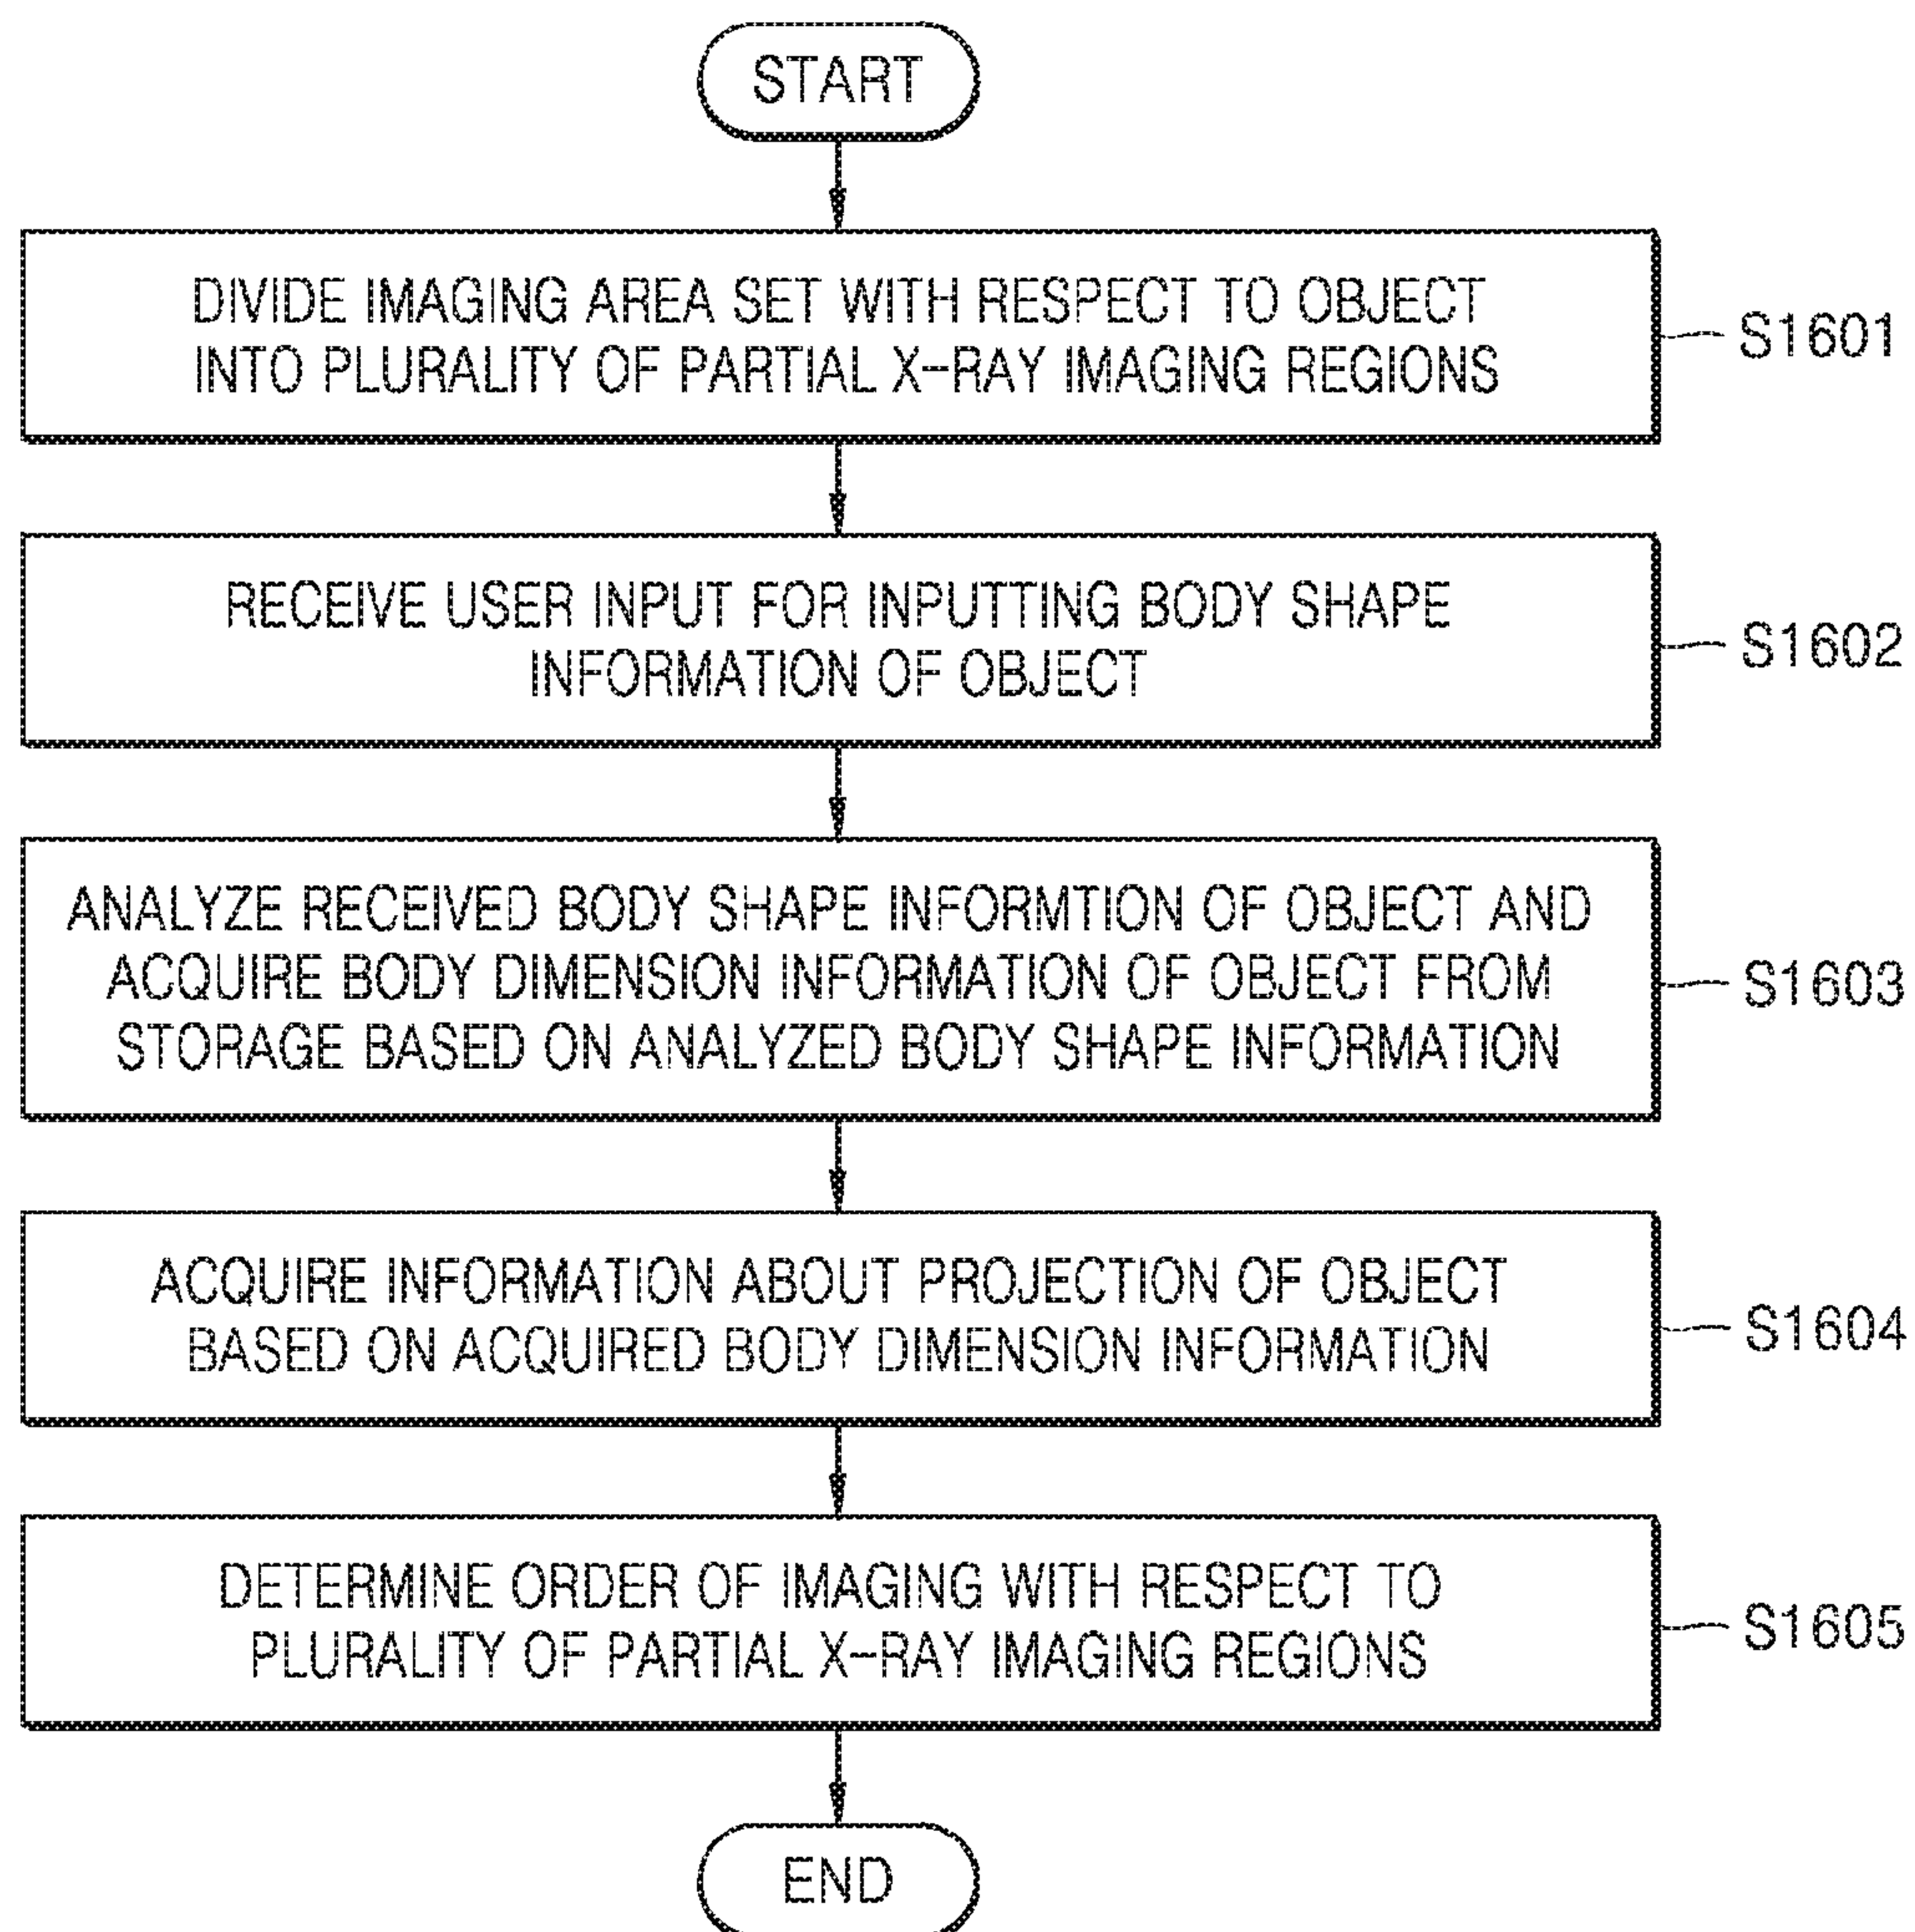 START
DIVIDE IMAGING AREA SET WITH RESPECT TO OBJECT
INTO PLURALITY OF PARTIAL X-RAY IMAGING REGIONS
S1601
RECEIVE USER INPUT FOR INPUTTING BODY SHAPE
INFORMATION OF OBJECT
S1602
ANALYZE RECEIVED BODY SHAPE INFORMTION OF OBJECT AND
ACQUIRE BODY DIMENSION INFORMATION OF OBJECT FROM
STORAGE BASED ON ANALYZED BODY SHAPE INFORMATION
S1603
ACQUIRE INFORMATION ABOUT PROJECTION OF OBJECT
BASED ON ACQUIRED BODY DIMENSION INFORMATION
S1604
DETERMINE ORDER OF IMAGING WITH RESPECT TO
PLURALITY OF PARTIAL X-RAY IMAGING REGIONS
S1605
END